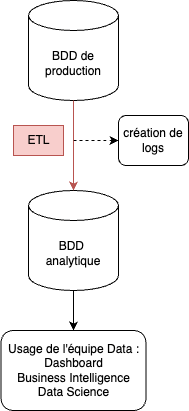 BDD de
production
ETL
création de
logs
BDD
analytique
Usage de l'équipe Data :
Dashboard
Business Intelligence
Data Science